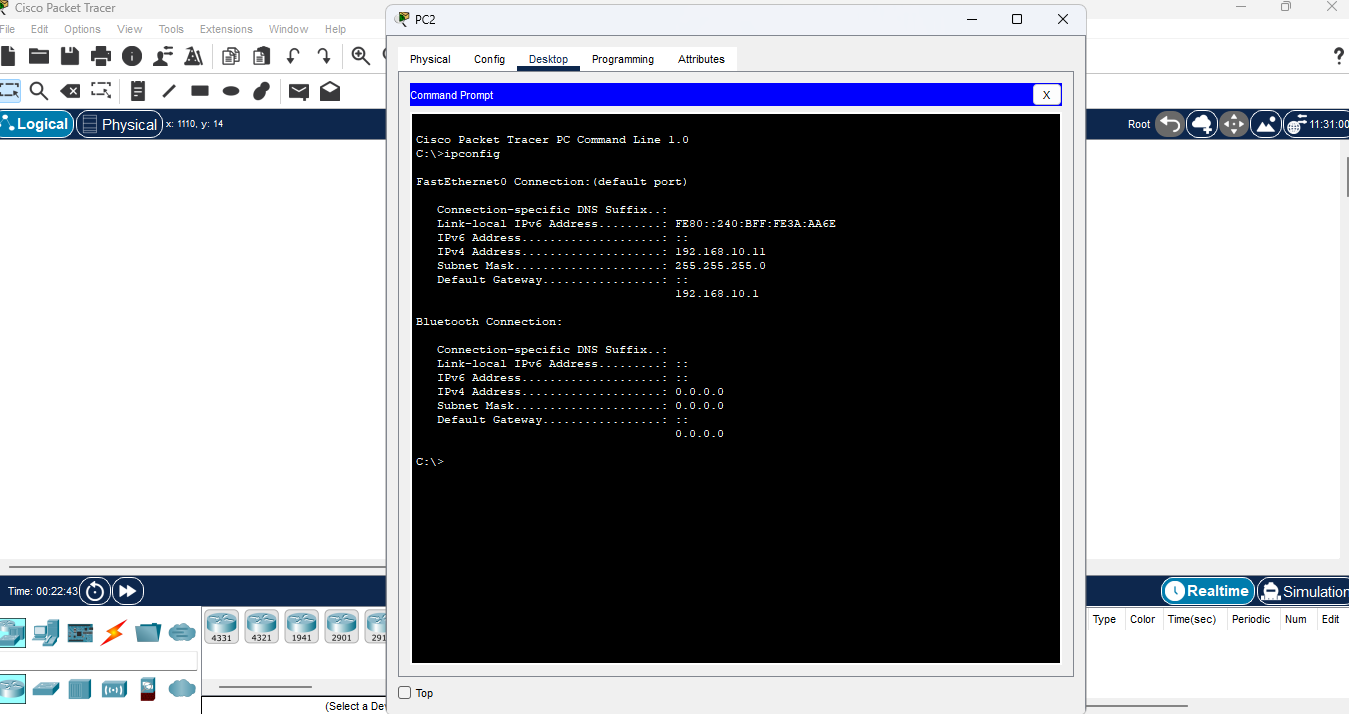 Cisco Packet Tracer
File Edit Options View Tools Extensions Window Help
Logical Physical x: 1110, y: 14
Root 11:31:00
PC2
Physical Config Desktop Programming Attributes
Command Prompt X
Cisco Packet Tracer PC Command Line 1.0
C:\>ipconfig
FastEthernet0 Connection:(default port)
Connection-specific DNS Suffix..:
Link-local IPv6 Address.........: FE80::240:BFF:FE3A:AA6E
IPv6 Address....................: ::
IPv4 Address....................: 192.168.10.11
Subnet Mask.....................: 255.255.255.0
Default Gateway.................: ::
192.168.10.1
Bluetooth Connection:
Connection-specific DNS Suffix..:
Link-local IPv6 Address.........: ::
IPv6 Address....................: ::
IPv4 Address....................: 0.0.0.0
Subnet Mask.....................: 0.0.0.0
Default Gateway.................: ::
0.0.0.0
C:\>
Top
Time: 00:22:43
Realtime Simulation
4331 4321 1941 2901 291
(Select a De
Type Color Time(sec) Periodic Num Edit